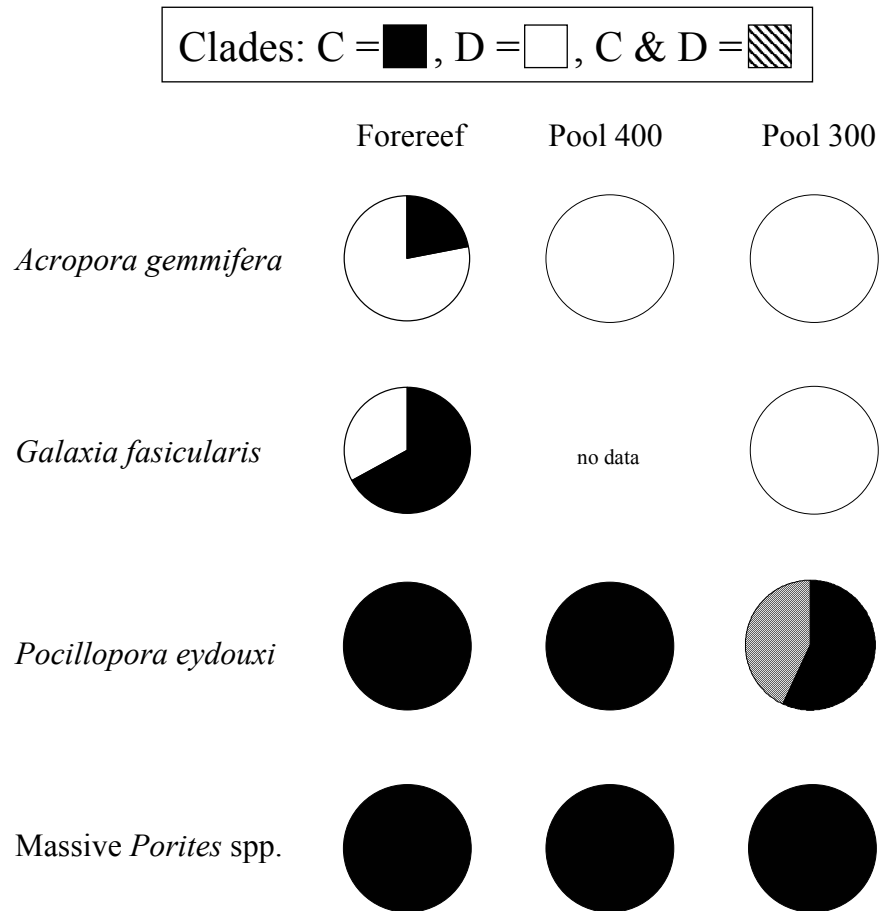 Clades: C = , D = , C & D =
Forereef Pool 400 Pool 300
Acropora gemmifera
Galaxia fasicularis
no data
Pocillopora eydouxi
Massive Porites spp.